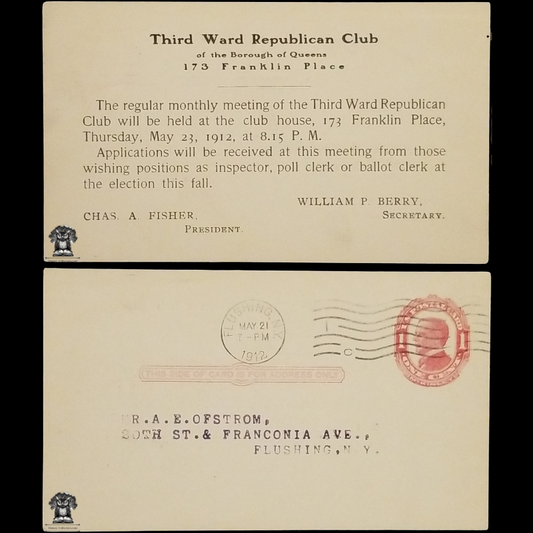 Third Ward Republican Club
of the Borough of Queens
173 Franklin Place
The regular monthly meeting of the Third Ward Republican
Club will be held at the club house, 173 Franklin Place,
Thursday, May 23, 1912, at 8.15 P. M.
Applications will be received at this meeting from those
wishing positions as inspector, poll clerk or ballot clerk at
the election this fall.
WILLIAM P. BERRY,
SECRETARY.
CHAS. A. FISHER,
PRESIDENT.
FLUSHING, N.Y.
MAY 21
7 - PM
1912
THIS SIDE OF CARD IS FOR ADDRESS ONLY
MR. A. E. OFSTROM,
30TH ST. & FRANCONIA AVE.,
FLUSHING, N.Y.